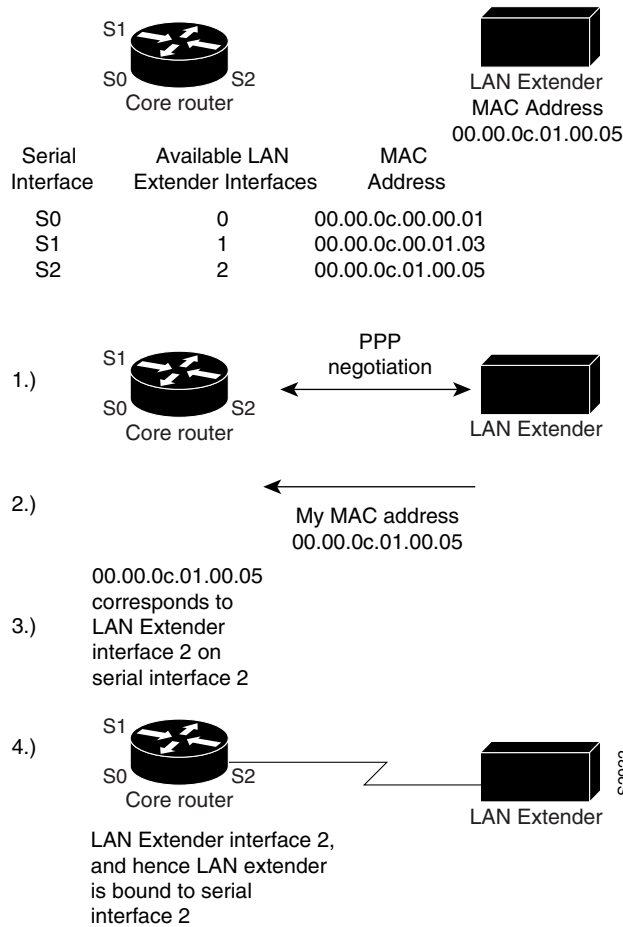 S1
S0
S2
Core router
LAN Extender
MAC Address
00.00.0c.01.00.05
Serial Interface
Available LAN Extender Interfaces
MAC Address
S0 0 00.00.0c.00.00.01
S1 1 00.00.0c.00.01.03
S2 2 00.00.0c.01.00.05
1.)
S1
S0
S2
Core router
PPP
negotiation
LAN Extender
2.)
My MAC address
00.00.0c.01.00.05
3.)
00.00.0c.01.00.05
corresponds to
LAN Extender
interface 2 on
serial interface 2
4.)
S1
S0
S2
Core router
LAN Extender
LAN Extender interface 2,
and hence LAN extender
is bound to serial
interface 2